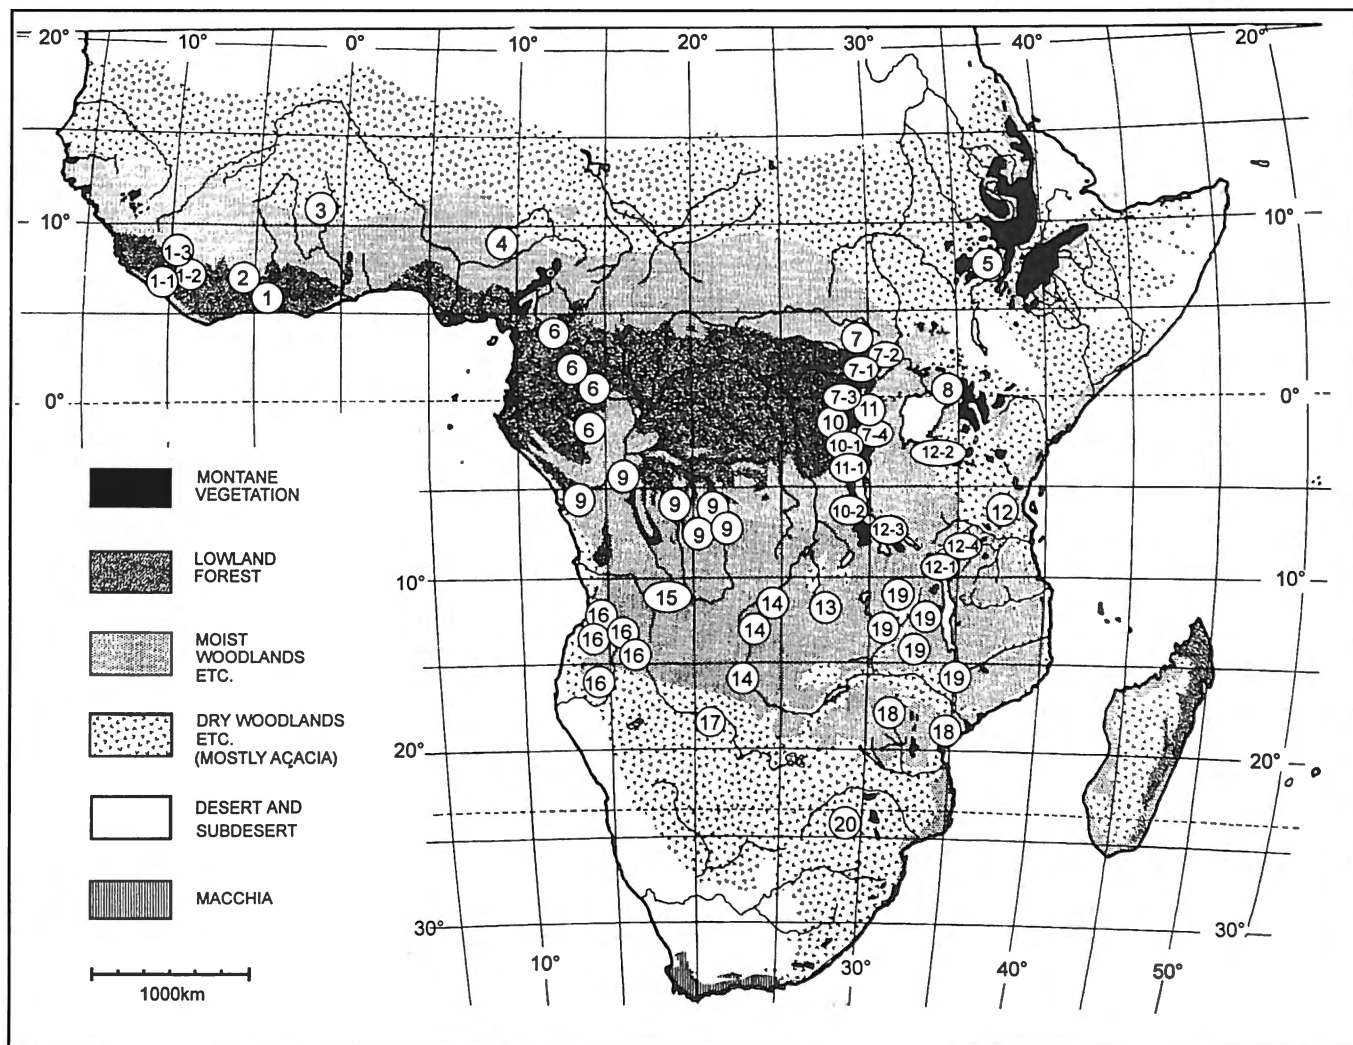 20° 10° 0° 10° 20° 30° 40° 20°
10° 10°
3
1-3 4
1-1 1-2 2 5
1
6 7
7-2
6 7-1
6 7-3 8
0° 0°
11
10
6 7-4
10-1
12-2
11-1
9
9 9 9 12
10-2
9 9 12-3
12-4
12-1
10° 10°
15 14 13 19
16 19
16 16 14 19
16 19
16 14 19
17 18
18
20° 20°
20
30° 30°
10° 30° 40° 50°
MONTANE
VEGETATION
LOWLAND
FOREST
MOIST
WOODLANDS
ETC.
DRY WOODLANDS
ETC.
(MOSTLY AÇACIA)
DESERT AND
SUBDESERT
MACCHIA
1000km